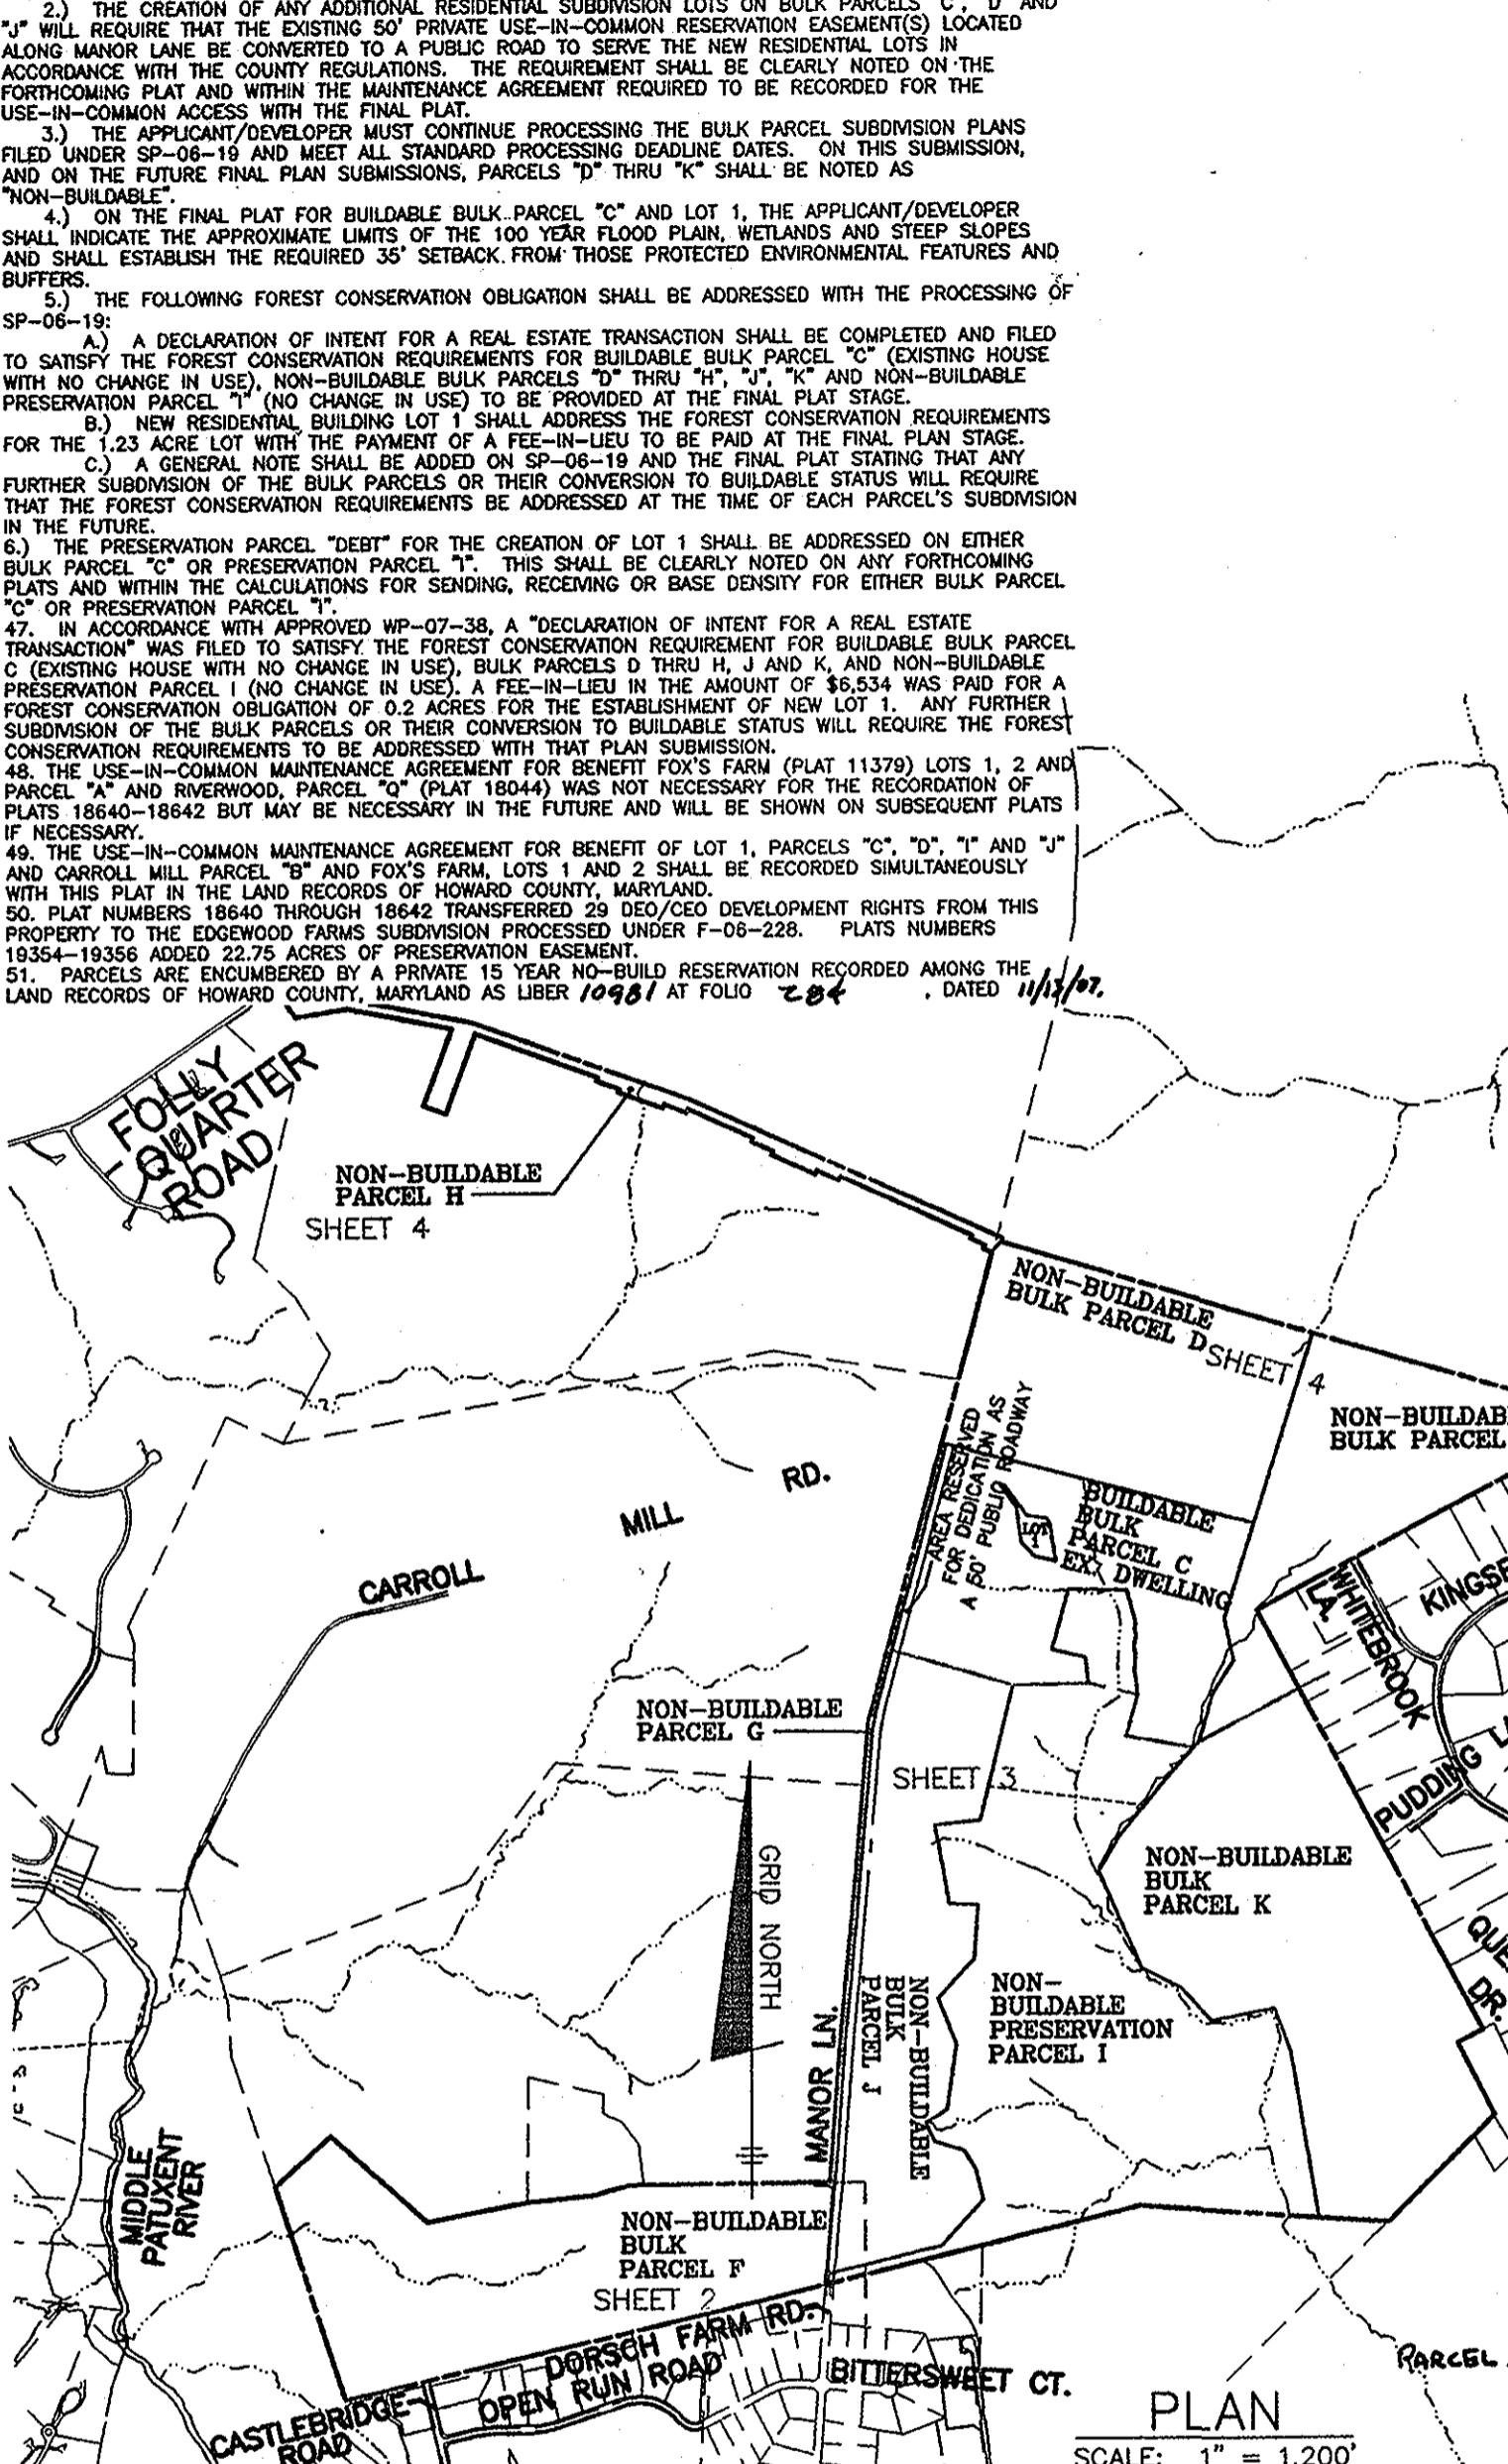 2.) THE CREATION OF ANY ADDITIONAL RESIDENTIAL SUBDIVISION LOTS ON BULK PARCELS "C", "D" AND
"J" WILL REQUIRE THAT THE EXISTING 50' PRIVATE USE-IN-COMMON RESERVATION EASEMENT(S) LOCATED
ALONG MANOR LANE BE CONVERTED TO A PUBLIC ROAD TO SERVE THE NEW RESIDENTIAL LOTS IN
ACCORDANCE WITH THE COUNTY REGULATIONS. THE REQUIREMENT SHALL BE CLEARLY NOTED ON THE
FORTHCOMING PLAT AND WITHIN THE MAINTENANCE AGREEMENT REQUIRED TO BE RECORDED FOR THE
USE-IN-COMMON ACCESS WITH THE FINAL PLAT.
3.) THE APPLICANT/DEVELOPER MUST CONTINUE PROCESSING THE BULK PARCEL SUBDIVISION PLANS
FILED UNDER SP-06-19 AND MEET ALL STANDARD PROCESSING DEADLINE DATES. ON THIS SUBMISSION,
AND ON THE FUTURE FINAL PLAN SUBMISSIONS, PARCELS "D" THRU "K" SHALL BE NOTED AS
"NON-BUILDABLE".
4.) ON THE FINAL PLAT FOR BUILDABLE BULK PARCEL "C" AND LOT 1, THE APPLICANT/DEVELOPER
SHALL INDICATE THE APPROXIMATE LIMITS OF THE 100 YEAR FLOOD PLAIN, WETLANDS AND STEEP SLOPES
AND SHALL ESTABLISH THE REQUIRED 35' SETBACK FROM THOSE PROTECTED ENVIRONMENTAL FEATURES AND
BUFFERS.
5.) THE FOLLOWING FOREST CONSERVATION OBLIGATION SHALL BE ADDRESSED WITH THE PROCESSING OF
SP-06-19:
A.) A DECLARATION OF INTENT FOR A REAL ESTATE TRANSACTION SHALL BE COMPLETED AND FILED
TO SATISFY THE FOREST CONSERVATION REQUIREMENTS FOR BUILDABLE BULK PARCEL "C" (EXISTING HOUSE
WITH NO CHANGE IN USE), NON-BUILDABLE BULK PARCELS "D" THRU "H", "J", "K" AND NON-BUILDABLE
PRESERVATION PARCEL "I" (NO CHANGE IN USE) TO BE PROVIDED AT THE FINAL PLAT STAGE.
B.) NEW RESIDENTIAL BUILDING LOT 1 SHALL ADDRESS THE FOREST CONSERVATION REQUIREMENTS
FOR THE 1.23 ACRE LOT WITH THE PAYMENT OF A FEE-IN-LIEU TO BE PAID AT THE FINAL PLAN STAGE.
C.) A GENERAL NOTE SHALL BE ADDED ON SP-06-19 AND THE FINAL PLAT STATING THAT ANY
FURTHER SUBDIVISION OF THE BULK PARCELS OR THEIR CONVERSION TO BUILDABLE STATUS WILL REQUIRE
THAT THE FOREST CONSERVATION REQUIREMENTS BE ADDRESSED AT THE TIME OF EACH PARCEL'S SUBDIVISION
IN THE FUTURE.
6.) THE PRESERVATION PARCEL "DEBT" FOR THE CREATION OF LOT 1 SHALL BE ADDRESSED ON EITHER
BULK PARCEL "C" OR PRESERVATION PARCEL "I". THIS SHALL BE CLEARLY NOTED ON ANY FORTHCOMING
PLATS AND WITHIN THE CALCULATIONS FOR SENDING, RECEIVING OR BASE DENSITY FOR EITHER BULK PARCEL
"C" OR PRESERVATION PARCEL "I".
47. IN ACCORDANCE WITH APPROVED WP-07-38, A "DECLARATION OF INTENT FOR A REAL ESTATE
TRANSACTION" WAS FILED TO SATISFY THE FOREST CONSERVATION REQUIREMENT FOR BUILDABLE BULK PARCEL
C (EXISTING HOUSE WITH NO CHANGE IN USE), BULK PARCELS D THRU H, J AND K, AND NON-BUILDABLE
PRESERVATION PARCEL I (NO CHANGE IN USE). A FEE-IN-LIEU IN THE AMOUNT OF $6,534 WAS PAID FOR A
FOREST CONSERVATION OBLIGATION OF 0.2 ACRES FOR THE ESTABLISHMENT OF NEW LOT 1. ANY FURTHER
SUBDIVISION OF THE BULK PARCELS OR THEIR CONVERSION TO BUILDABLE STATUS WILL REQUIRE THE FOREST
CONSERVATION REQUIREMENTS TO BE ADDRESSED WITH THAT PLAN SUBMISSION.
48. THE USE-IN-COMMON MAINTENANCE AGREEMENT FOR BENEFIT FOX'S FARM (PLAT 11379) LOTS 1, 2 AND
PARCEL "A" AND RIVERWOOD, PARCEL "Q" (PLAT 18044) WAS NOT NECESSARY FOR THE RECORDATION OF
PLATS 18640-18642 BUT MAY BE NECESSARY IN THE FUTURE AND WILL BE SHOWN ON SUBSEQUENT PLATS
IF NECESSARY.
49. THE USE-IN-COMMON MAINTENANCE AGREEMENT FOR BENEFIT OF LOT 1, PARCELS "C", "D", "I" AND "J"
AND CARROLL MILL PARCEL "B" AND FOX'S FARM, LOTS 1 AND 2 SHALL BE RECORDED SIMULTANEOUSLY
WITH THIS PLAT IN THE LAND RECORDS OF HOWARD COUNTY, MARYLAND.
50. PLAT NUMBERS 18640 THROUGH 18642 TRANSFERRED 29 DEO/CEO DEVELOPMENT RIGHTS FROM THIS
PROPERTY TO THE EDGEWOOD FARMS SUBDIVISION PROCESSED UNDER F-06-228. PLATS NUMBERS
19354-19356 ADDED 22.75 ACRES OF PRESERVATION EASEMENT.
51. PARCELS ARE ENCUMBERED BY A PRIVATE 15 YEAR NO-BUILD RESERVATION RECORDED AMONG THE
LAND RECORDS OF HOWARD COUNTY, MARYLAND AS LIBER 10981 AT FOLIO 284 , DATED 11/13/07.
FOLLY
QUARTER
ROAD
NON-BUILDABLE
PARCEL H
SHEET 4
NON-BUILDABLE
BULK PARCEL D
SHEET 4
NON-BUILDAB
BULK PARCEL
AREA RESERVED
FOR DEDICATION AS
A 50' PUBLIC ROADWAY
LOT
1
BUILDABLE
BULK
PARCEL C
EX. DWELLING
CARROLL MILL RD.
WHITEBROOK
LA.
KINGSE
PUDDING L
NON-BUILDABLE
PARCEL G
SHEET 3
GRID NORTH
NON-BUILDABLE
BULK
PARCEL K
QUE
DR.
NON-BUILDABLE
BULK
PARCEL J
NON-
BUILDABLE
PRESERVATION
PARCEL I
MANOR LN.
MIDDLE
PATUXENT
RIVER
NON-BUILDABLE
BULK
PARCEL F
SHEET 2
DORSCH FARM RD.
OPEN RUN ROAD
BITTERSWEET CT.
CASTLEBRIDGE
ROAD
PARCEL
PLAN
SCALE: 1" = 1,200'